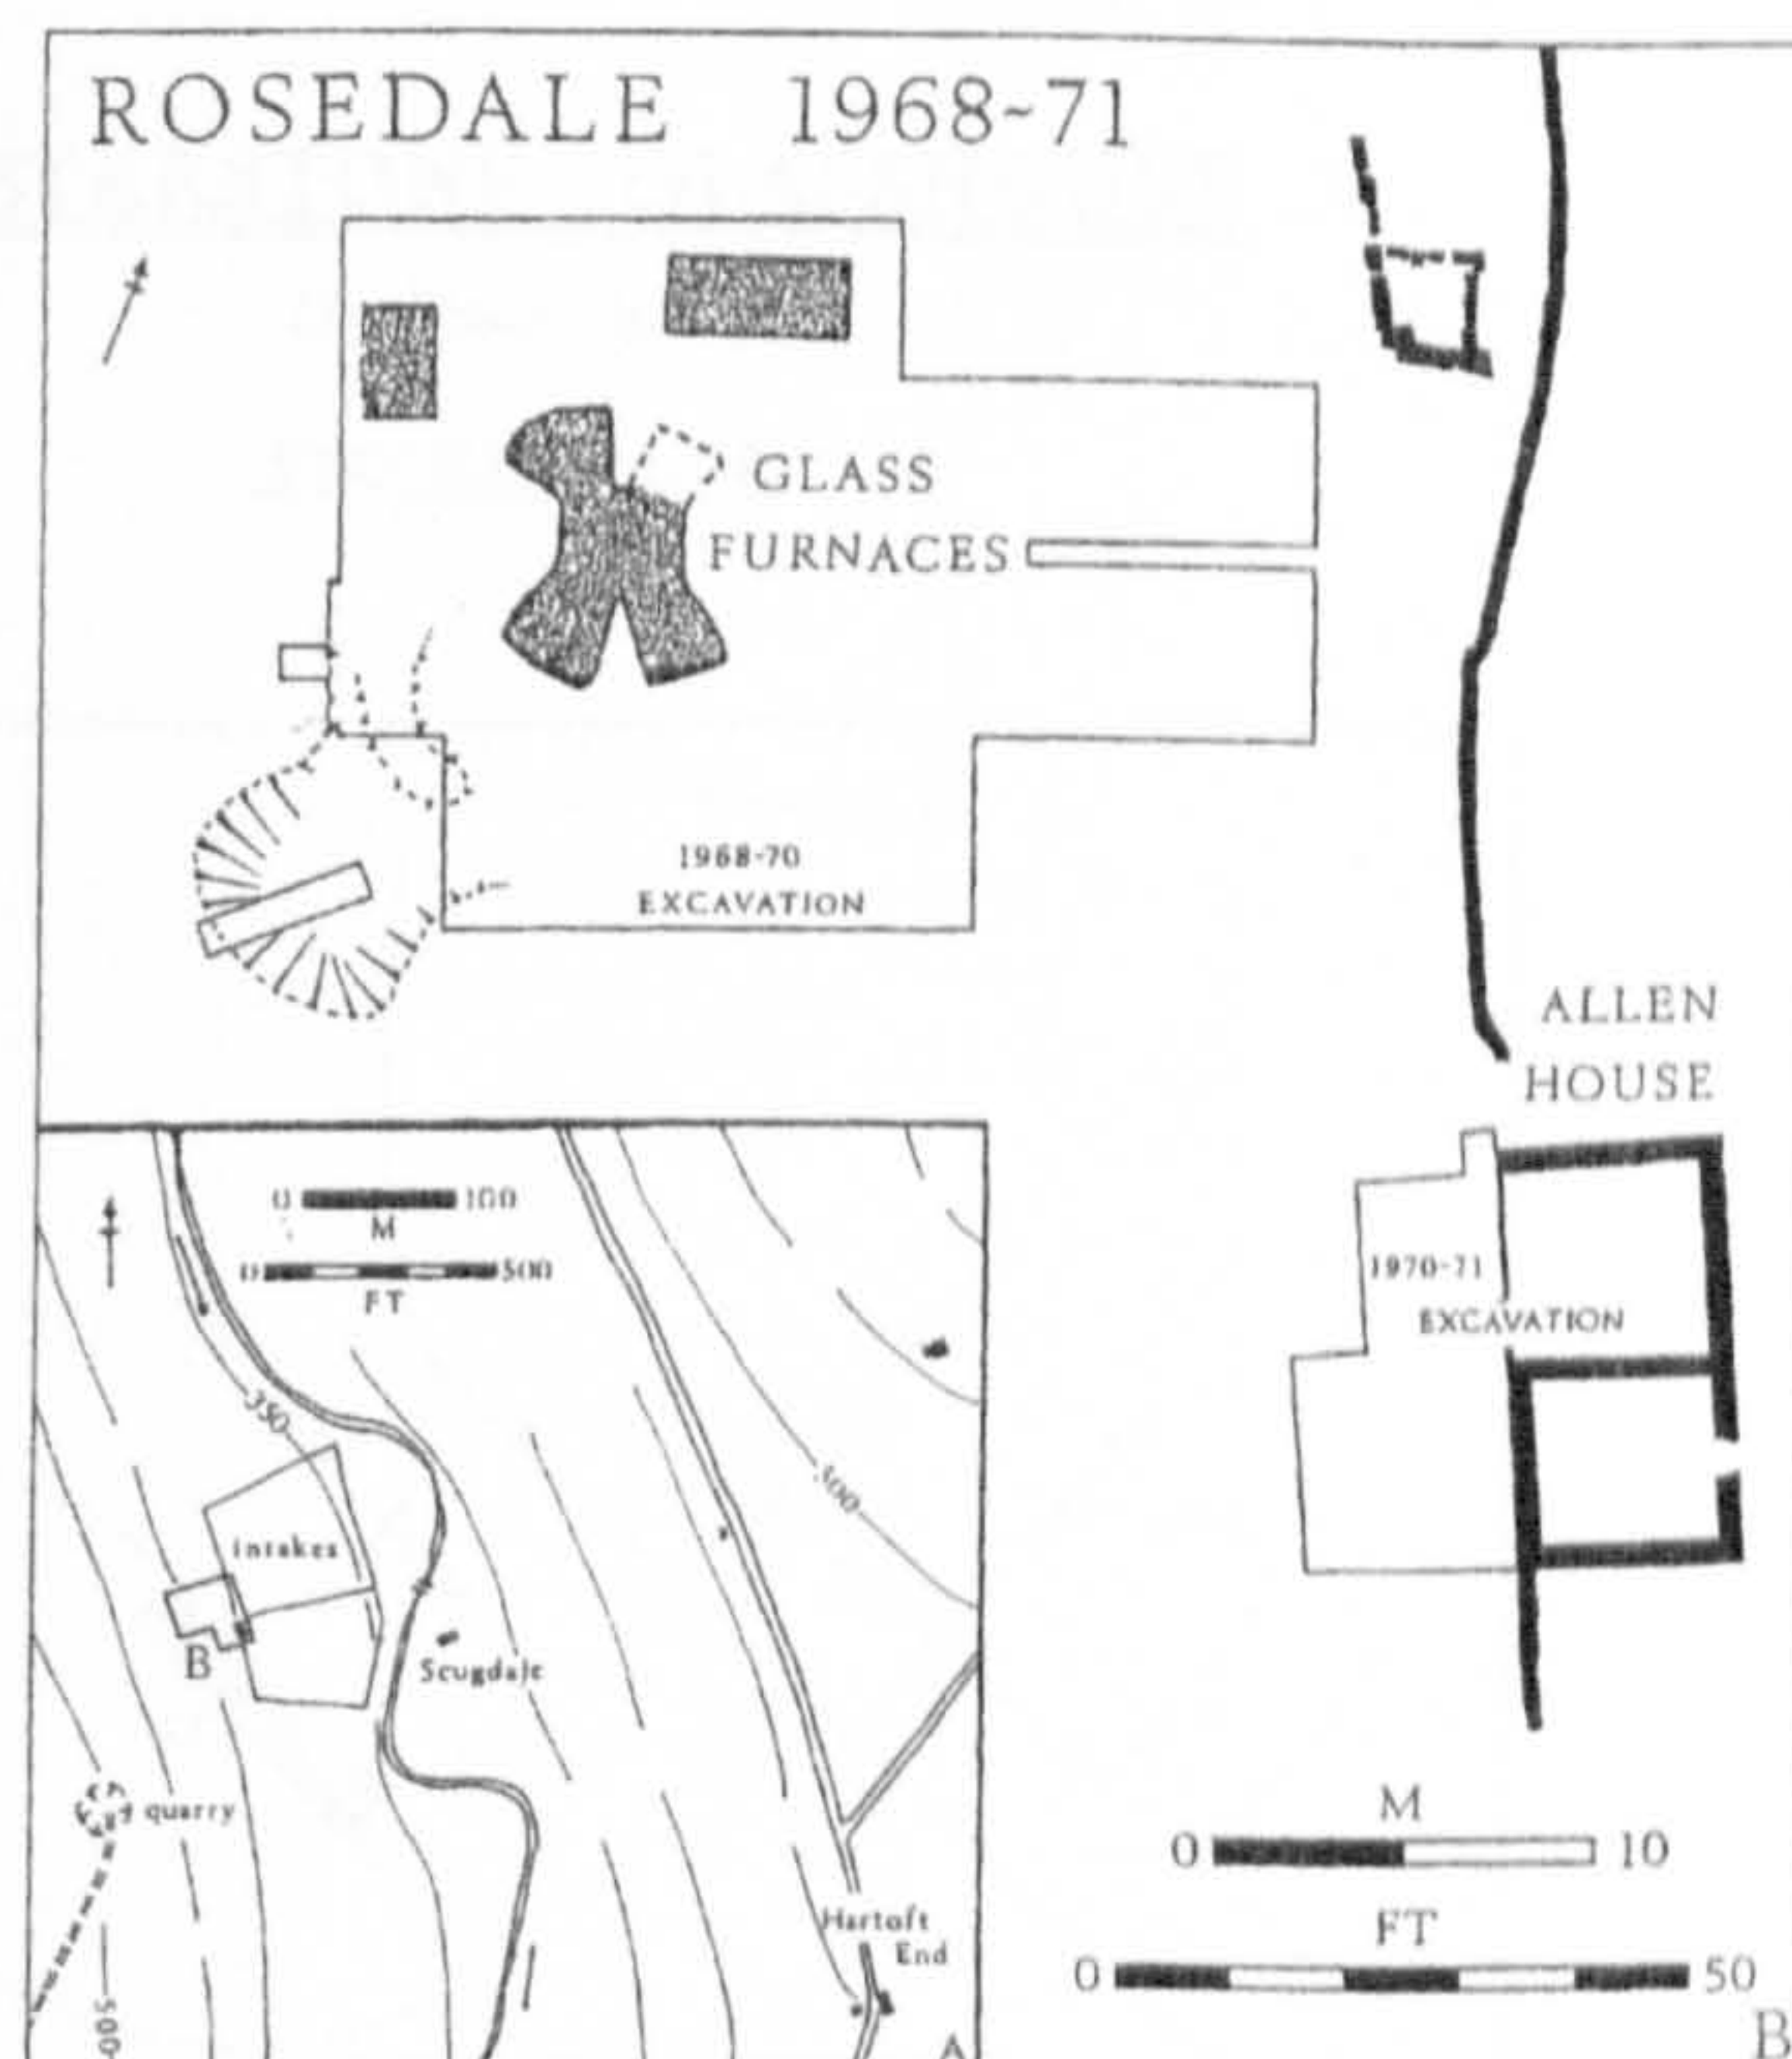 ROSEDALE 1968-71
GLASS
FURNACES
1968-70
EXCAVATION
ALLEN
HOUSE
1970-71
EXCAVATION
0 100
M
0 500
FT
350
500
intakes
B
Scugdale
quarry
500
Hartoft
End
A
M
0 10
FT
0 50
B